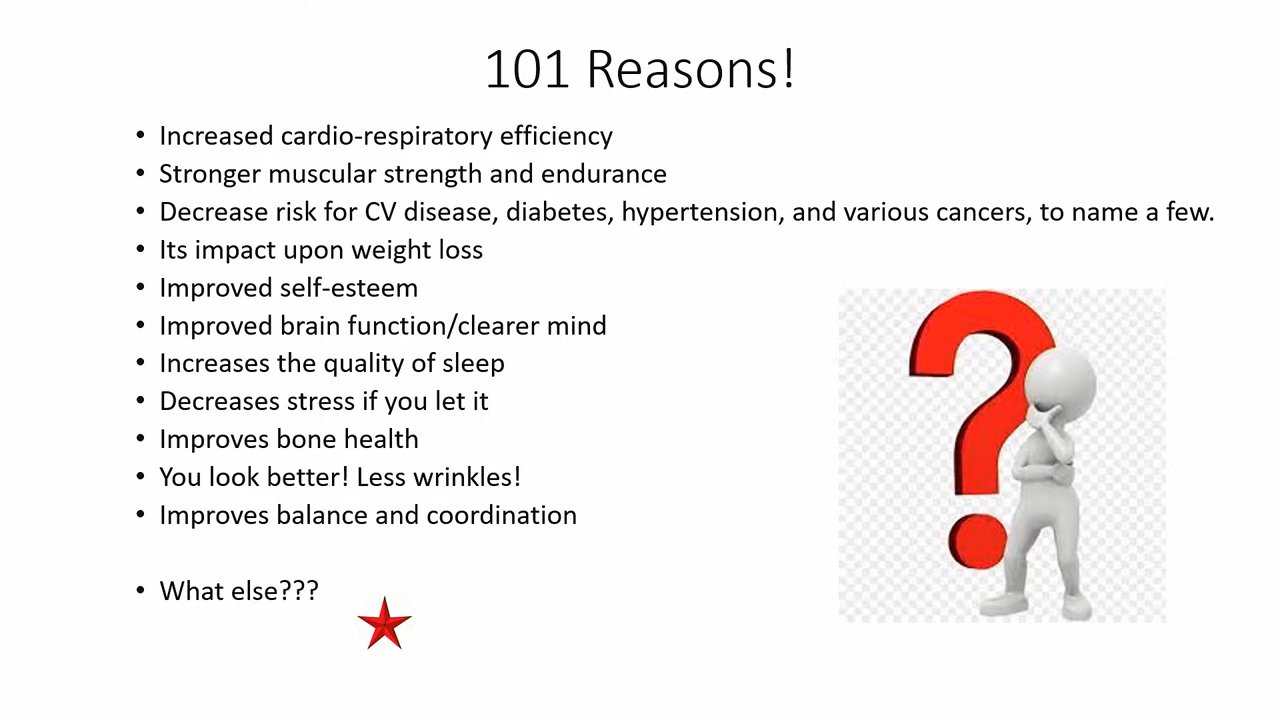 101 Reasons!
• Increased cardio-respiratory efficiency
• Stronger muscular strength and endurance
• Decrease risk for CV disease, diabetes, hypertension, and various cancers, to name a few.
• Its impact upon weight loss
• Improved self-esteem
• Improved brain function/clearer mind
• Increases the quality of sleep
• Decreases stress if you let it
• Improves bone health
• You look better! Less wrinkles!
• Improves balance and coordination
• What else???